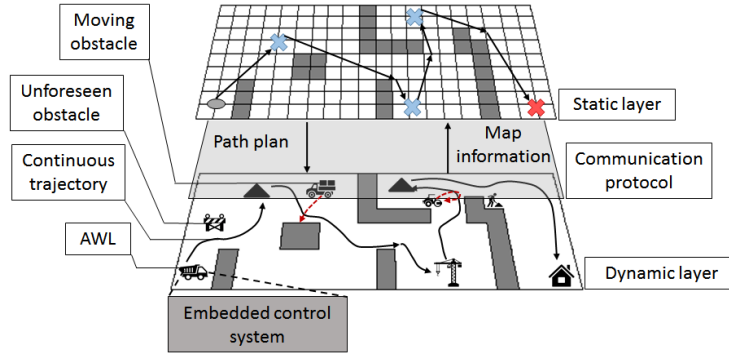 Moving
obstacle
Unforeseen
obstacle
Continuous
trajectory
AWL
Path plan
Map
information
Static layer
Communication
protocol
Dynamic layer
Embedded control
system